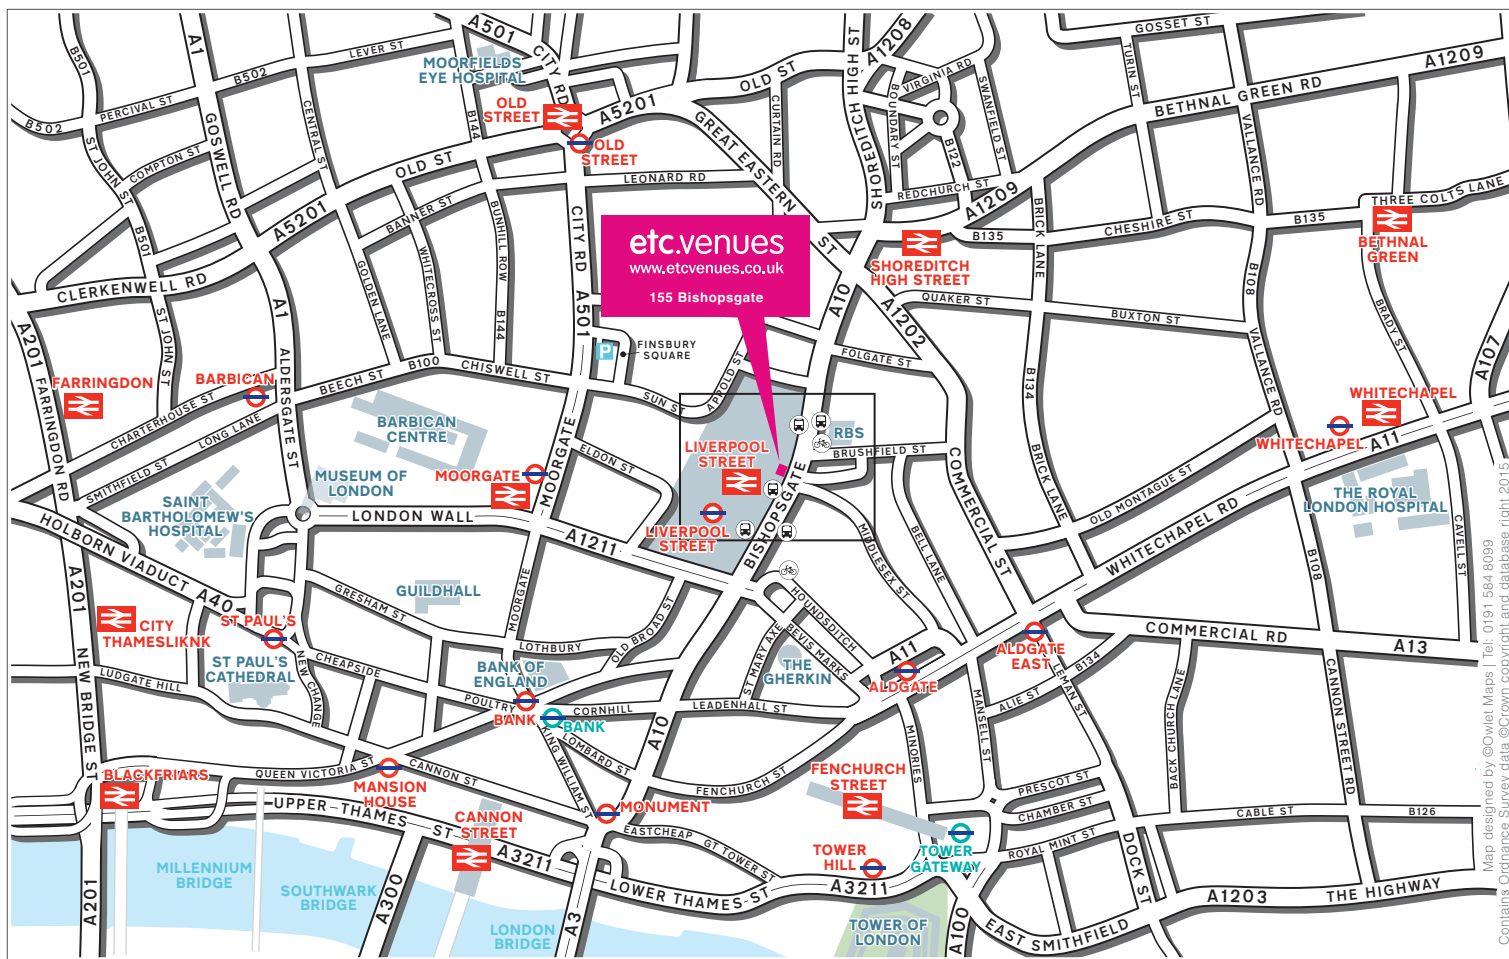 A501
CITY RD
A1
B501
LEVER ST
B502
PERCIVAL ST
B502
MOORFIELDS
EYE HOSPITAL
OLD
STREET
OLD
STREET
A5201
OLD ST
SHOREDITCH HIGH ST
A1208
VIRGINIA RD
BOUNDARY ST
SWANFIELD ST
B122
GOSSET ST
TURIN ST
A1209
BETHNAL GREEN RD
VALLANCE RD
GOSWELL RD
CENTRAL ST
B144
ST JOHN ST
COMPTON ST
OLD ST
GREAT EASTERN ST
CURTAIN RD
LEONARD RD
REDCHURCH ST
A1209
BRICK LANE
CHESHIRE ST
B135
THREE COLTS LANE
BETHNAL
GREEN
B135
SHOREDITCH
HIGH STREET
B501
A5201
BANNER ST
BUNHILL ROW
WHITECROSS ST
GOLDEN LANE
B144
CITY RD
A501
etc.venues
www.etcvenues.co.uk
155 Bishopsgate
A10
A1202
QUAKER ST
BUXTON ST
B108
VALLANCE RD
BRADY ST
A107
CLERKENWELL RD
A1
ST JOHN ST
A201
FARRINGDON RD
FARRINGDON
BARBICAN
ALDERSGATE ST
BEECH ST
B100
CHISWELL ST
P
FINSBURY
SQUARE
SUN ST
APPOLD ST
FOLGATE ST
B134
CHARTERHOUSE ST
LONG LANE
SMITHFIELD ST
BARBICAN
CENTRE
MOORGATE
MOORGATE
ELDON ST
LIVERPOOL
STREET
LIVERPOOL
STREET
RBS
BRUSHFIELD ST
BISHOPSGATE
COMMERCIAL ST
BRICK LANE
WHITECHAPEL
WHITECHAPEL
A11
OLD MONTAGUE ST
WHITECHAPEL RD
THE ROYAL
LONDON HOSPITAL
CAVELL ST
B108
MUSEUM OF
LONDON
SAINT
BARTHOLOMEW'S
HOSPITAL
LONDON WALL
A1211
HOLBORN VIADUCT
A40
A201
CITY
THAMESLIKNK
ST PAUL'S
ST PAUL'S
CATHEDRAL
NEW CHANGE
CHEAPSIDE
GUILDHALL
GRESHAM ST
MOORGATE
LOTHBURY
OLD BROAD ST
MIDDLESEX ST
BELL LANE
HOUNDSDITCH
BEVIS MARKS
ST MARY AXE
THE
GHERKIN
A11
ALDGATE
ALDGATE
EAST
COMMERCIAL RD
A13
B134
ALIE ST
LEMAN ST
MANSELL ST
BACK CHURCH LANE
CANNON STREET RD
NEW BRIDGE ST
LUDGATE HILL
BANK OF
ENGLAND
POULTRY
BANK
BANK
CORNHILL
LEADENHALL ST
A10
LOMBARD ST
KING WILLIAM ST
FENCHURCH ST
MINORIES
FENCHURCH
STREET
PRESCOT ST
CHAMBER ST
ROYAL MINT ST
CABLE ST
B126
BLACKFRIARS
QUEEN VICTORIA ST
MANSION
HOUSE
CANNON ST
CANNON
STREET
MONUMENT
EASTCHEAP
GT TOWER ST
UPPER THAMES ST
A3211
LOWER THAMES ST
A3211
TOWER
HILL
TOWER
GATEWAY
TOWER OF
LONDON
A100
DOCK ST
EAST SMITHFIELD
A1203
THE HIGHWAY
MILLENNIUM
BRIDGE
SOUTHWARK
BRIDGE
LONDON
BRIDGE
A201
A300
A3
Map designed by ©Owlet Maps | Tel: 0191 584 8099
Contains Ordnance Survey data ©Crown copyright and database right 2015